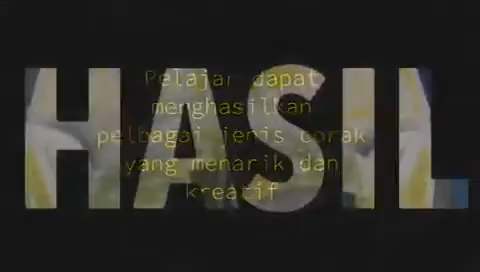 HASIL
Pelajar dapat
menghasilkan
pelbagai jenis corak
yang menarik dan
kreatif